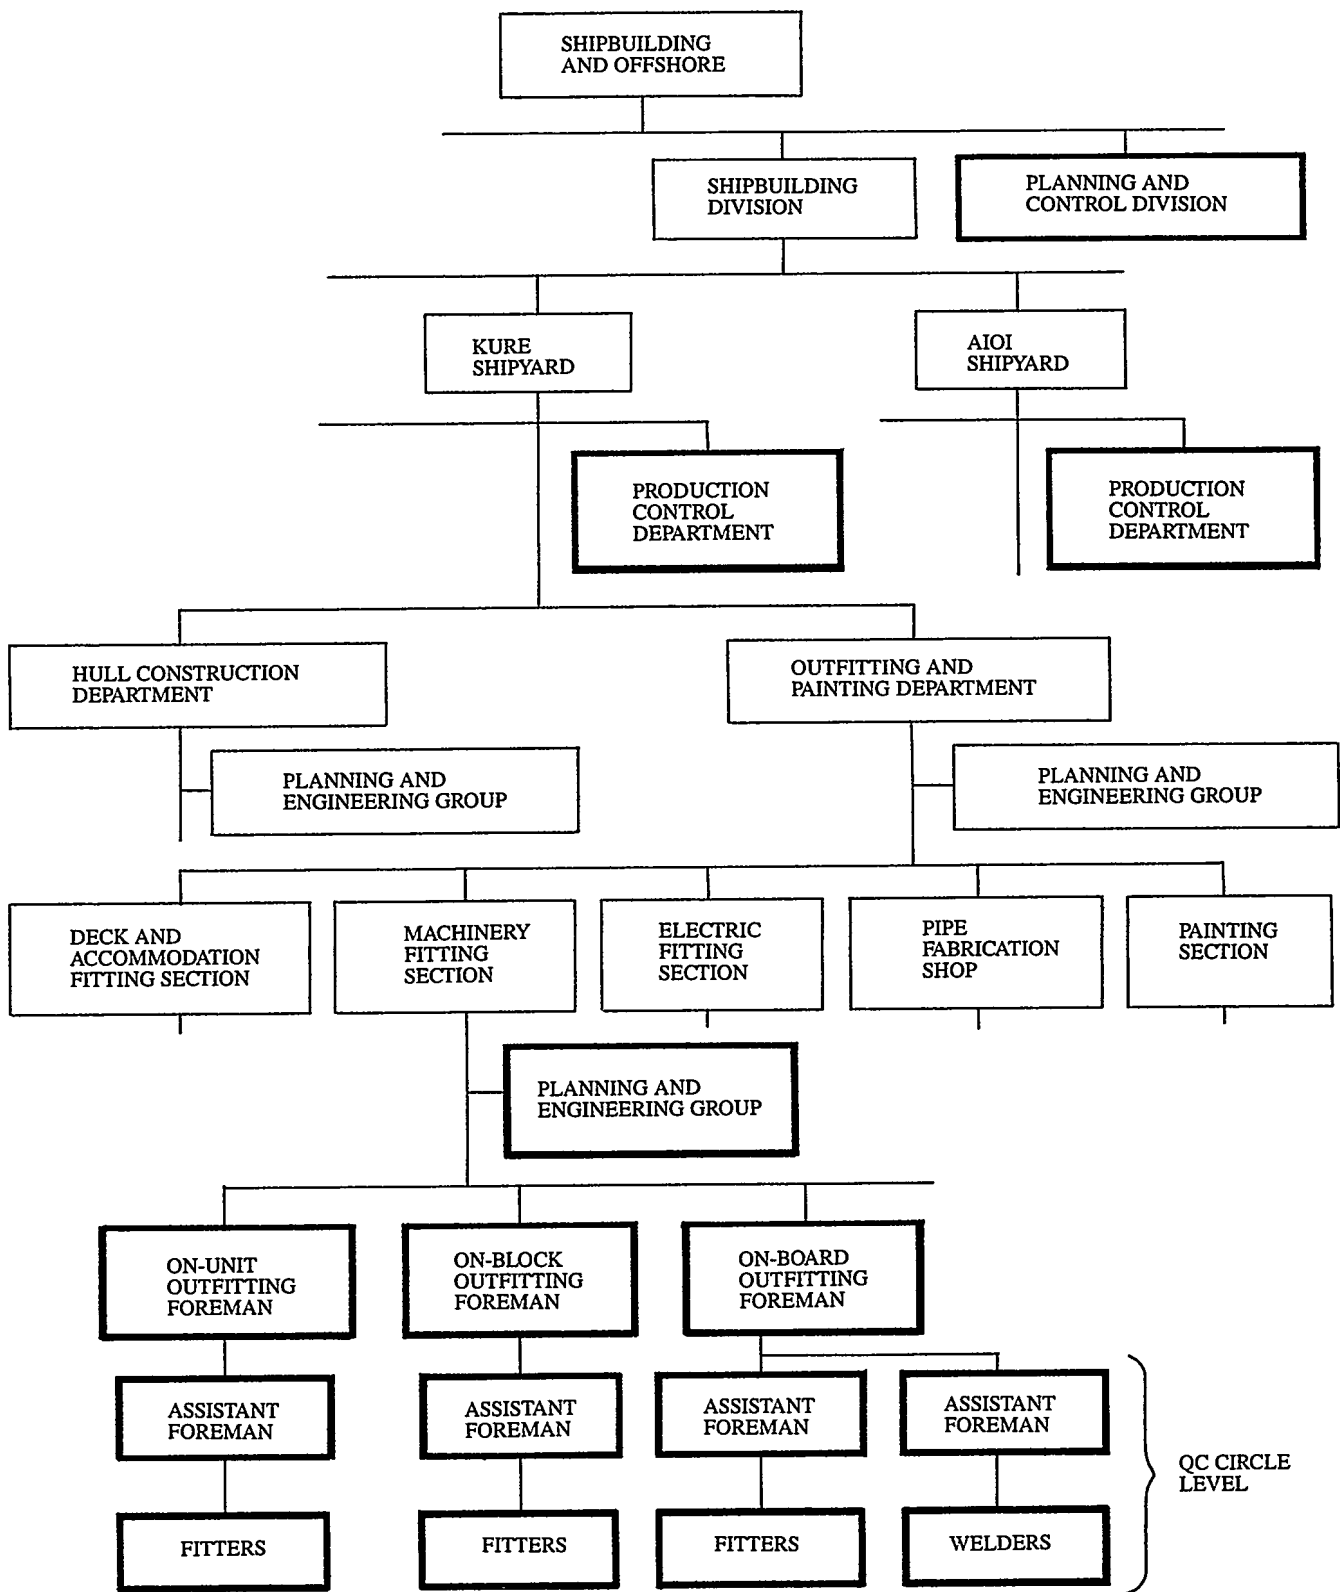 SHIPBUILDING
AND OFFSHORE
SHIPBUILDING
DIVISION
PLANNING AND
CONTROL DIVISION
KURE
SHIPYARD
AIOI
SHIPYARD
PRODUCTION
CONTROL
DEPARTMENT
PRODUCTION
CONTROL
DEPARTMENT
HULL CONSTRUCTION
DEPARTMENT
OUTFITTING AND
PAINTING DEPARTMENT
PLANNING AND
ENGINEERING GROUP
PLANNING AND
ENGINEERING GROUP
DECK AND
ACCOMMODATION
FITTING SECTION
MACHINERY
FITTING
SECTION
ELECTRIC
FITTING
SECTION
PIPE
FABRICATION
SHOP
PAINTING
SECTION
PLANNING AND
ENGINEERING GROUP
ON-UNIT
OUTFITTING
FOREMAN
ON-BLOCK
OUTFITTING
FOREMAN
ON-BOARD
OUTFITTING
FOREMAN
ASSISTANT
FOREMAN
ASSISTANT
FOREMAN
ASSISTANT
FOREMAN
ASSISTANT
FOREMAN
QC CIRCLE
LEVEL
FITTERS
FITTERS
FITTERS
WELDERS